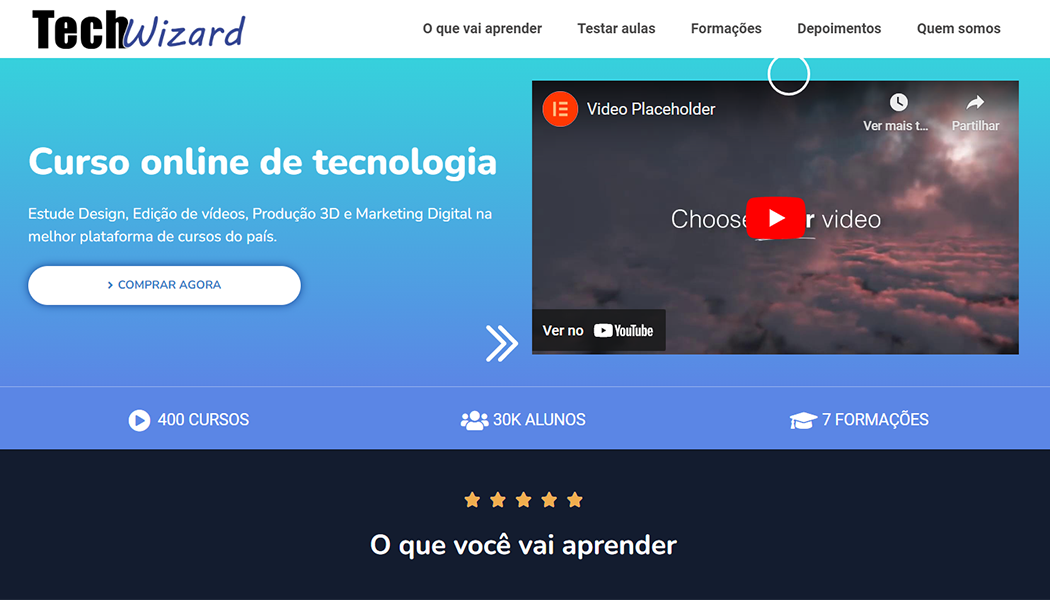 TechWizard
O que vai aprender
Testar aulas
Formações
Depoimentos
Quem somos
Video Placeholder
Ver mais t...
Partilhar
Curso online de tecnologia
Estude Design, Edição de vídeos, Produção 3D e Marketing Digital na
melhor plataforma de cursos do país.
COMPRAR AGORA
Choose video
Ver no YouTube
400 CURSOS
30K ALUNOS
7 FORMAÇÕES
O que você vai aprender